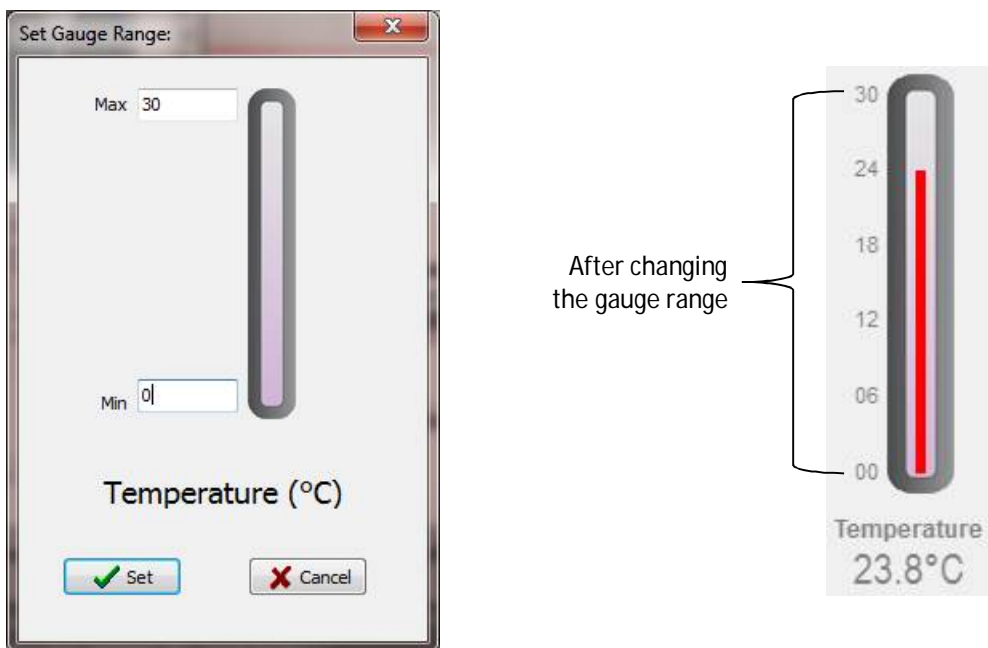 Set Gauge Range:
x
Max 30
Min 0
Temperature (°C)
Set
Cancel
After changing
the gauge range
30
24
18
12
06
00
Temperature
23.8°C